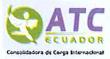 ATC
ECUADOR
Consolidadora de Carga Internacional